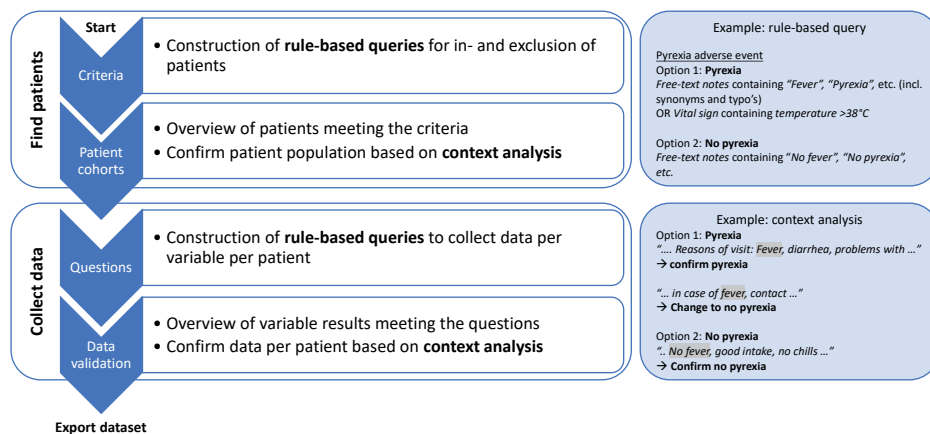 Start
Find patients
Criteria
• Construction of rule-based queries for in- and exclusion of
patients
Patient
cohorts
• Overview of patients meeting the criteria
• Confirm patient population based on context analysis
Collect data
Questions
• Construction of rule-based queries to collect data per
variable per patient
Data
validation
• Overview of variable results meeting the questions
• Confirm data per patient based on context analysis
Export dataset
Example: rule-based query
Pyrexia adverse event
Option 1: Pyrexia
Free-text notes containing “Fever”, “Pyrexia”, etc. (incl.
synonyms and typo’s)
OR Vital sign containing temperature >38°C
Option 2: No pyrexia
Free-text notes containing “No fever”, “No pyrexia”,
etc.
Example: context analysis
Option 1: Pyrexia
“.... Reasons of visit: Fever, diarrhea, problems with ...”
→ confirm pyrexia
“... in case of fever, contact ...”
→ Change to no pyrexia
Option 2: No pyrexia
“.. No fever, good intake, no chills ...”
→ Confirm no pyrexia